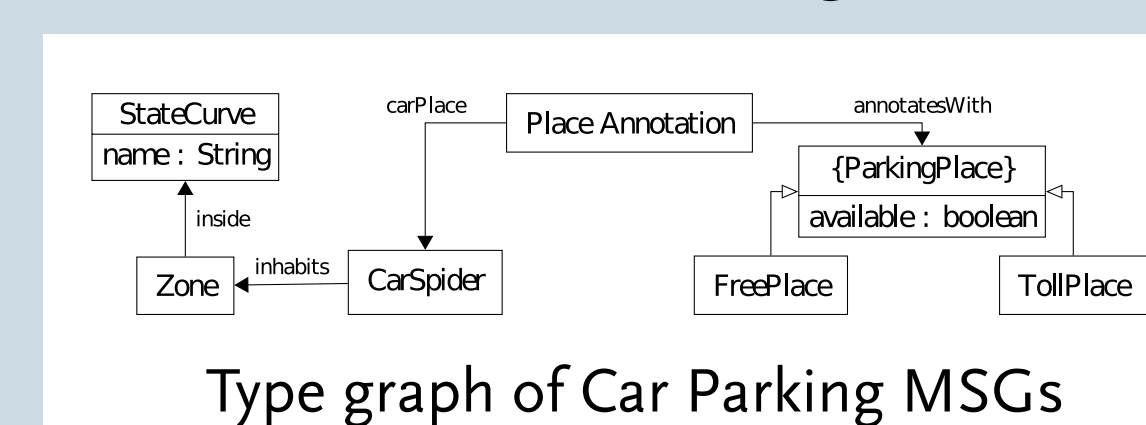 StateCurve
name : String
carPlace
Place Annotation
annotatesWith
{ParkingPlace}
available : boolean
inside
Zone
inhabits
CarSpider
FreePlace
TollPlace
Type graph of Car Parking MSGs